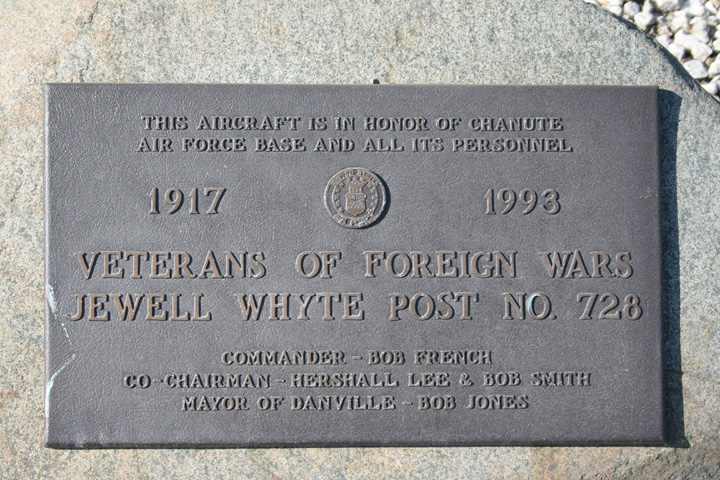 THIS AIRCRAFT IS IN HONOR OF CHANUTE
AIR FORCE BASE AND ALL ITS PERSONNEL
1917 1993
VETERANS OF FOREIGN WARS
JEWELL WHYTE POST NO. 728
COMMANDER - BOB FRENCH
CO-CHAIRMAN - HERSHALL LEE & BOB SMITH
MAYOR OF DANVILLE - BOB JONES